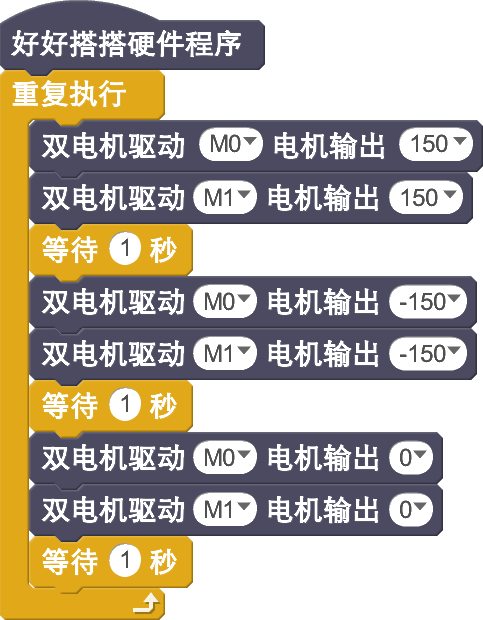 好好搭搭硬件程序
重复执行
双电机驱动 M0 电机输出 150
双电机驱动 M1 电机输出 150
等待 1 秒
双电机驱动 M0 电机输出 -150
双电机驱动 M1 电机输出 -150
等待 1 秒
双电机驱动 M0 电机输出 0
双电机驱动 M1 电机输出 0
等待 1 秒